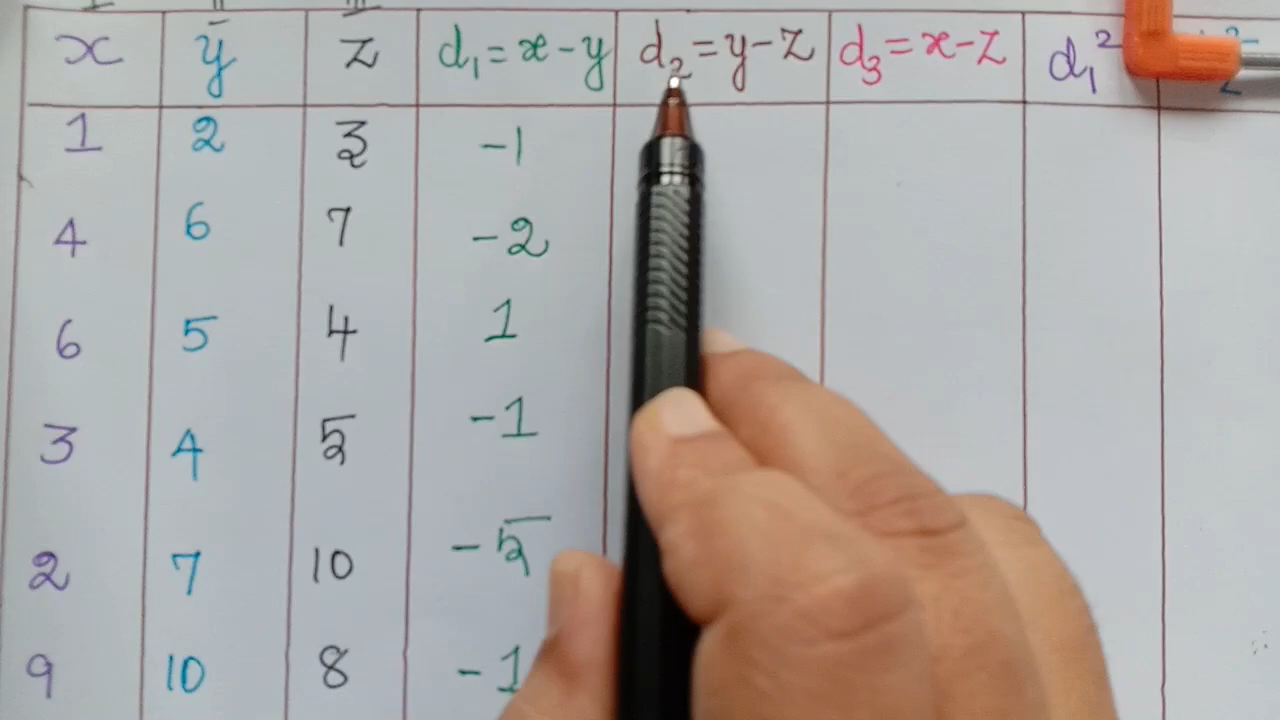 x y z d₁=x-y d₂=y-z d₃=x-z d₁²
1 2 3 -1
4 6 7 -2
6 5 4 1
3 4 5 -1
2 7 10 -5
9 10 8 -1